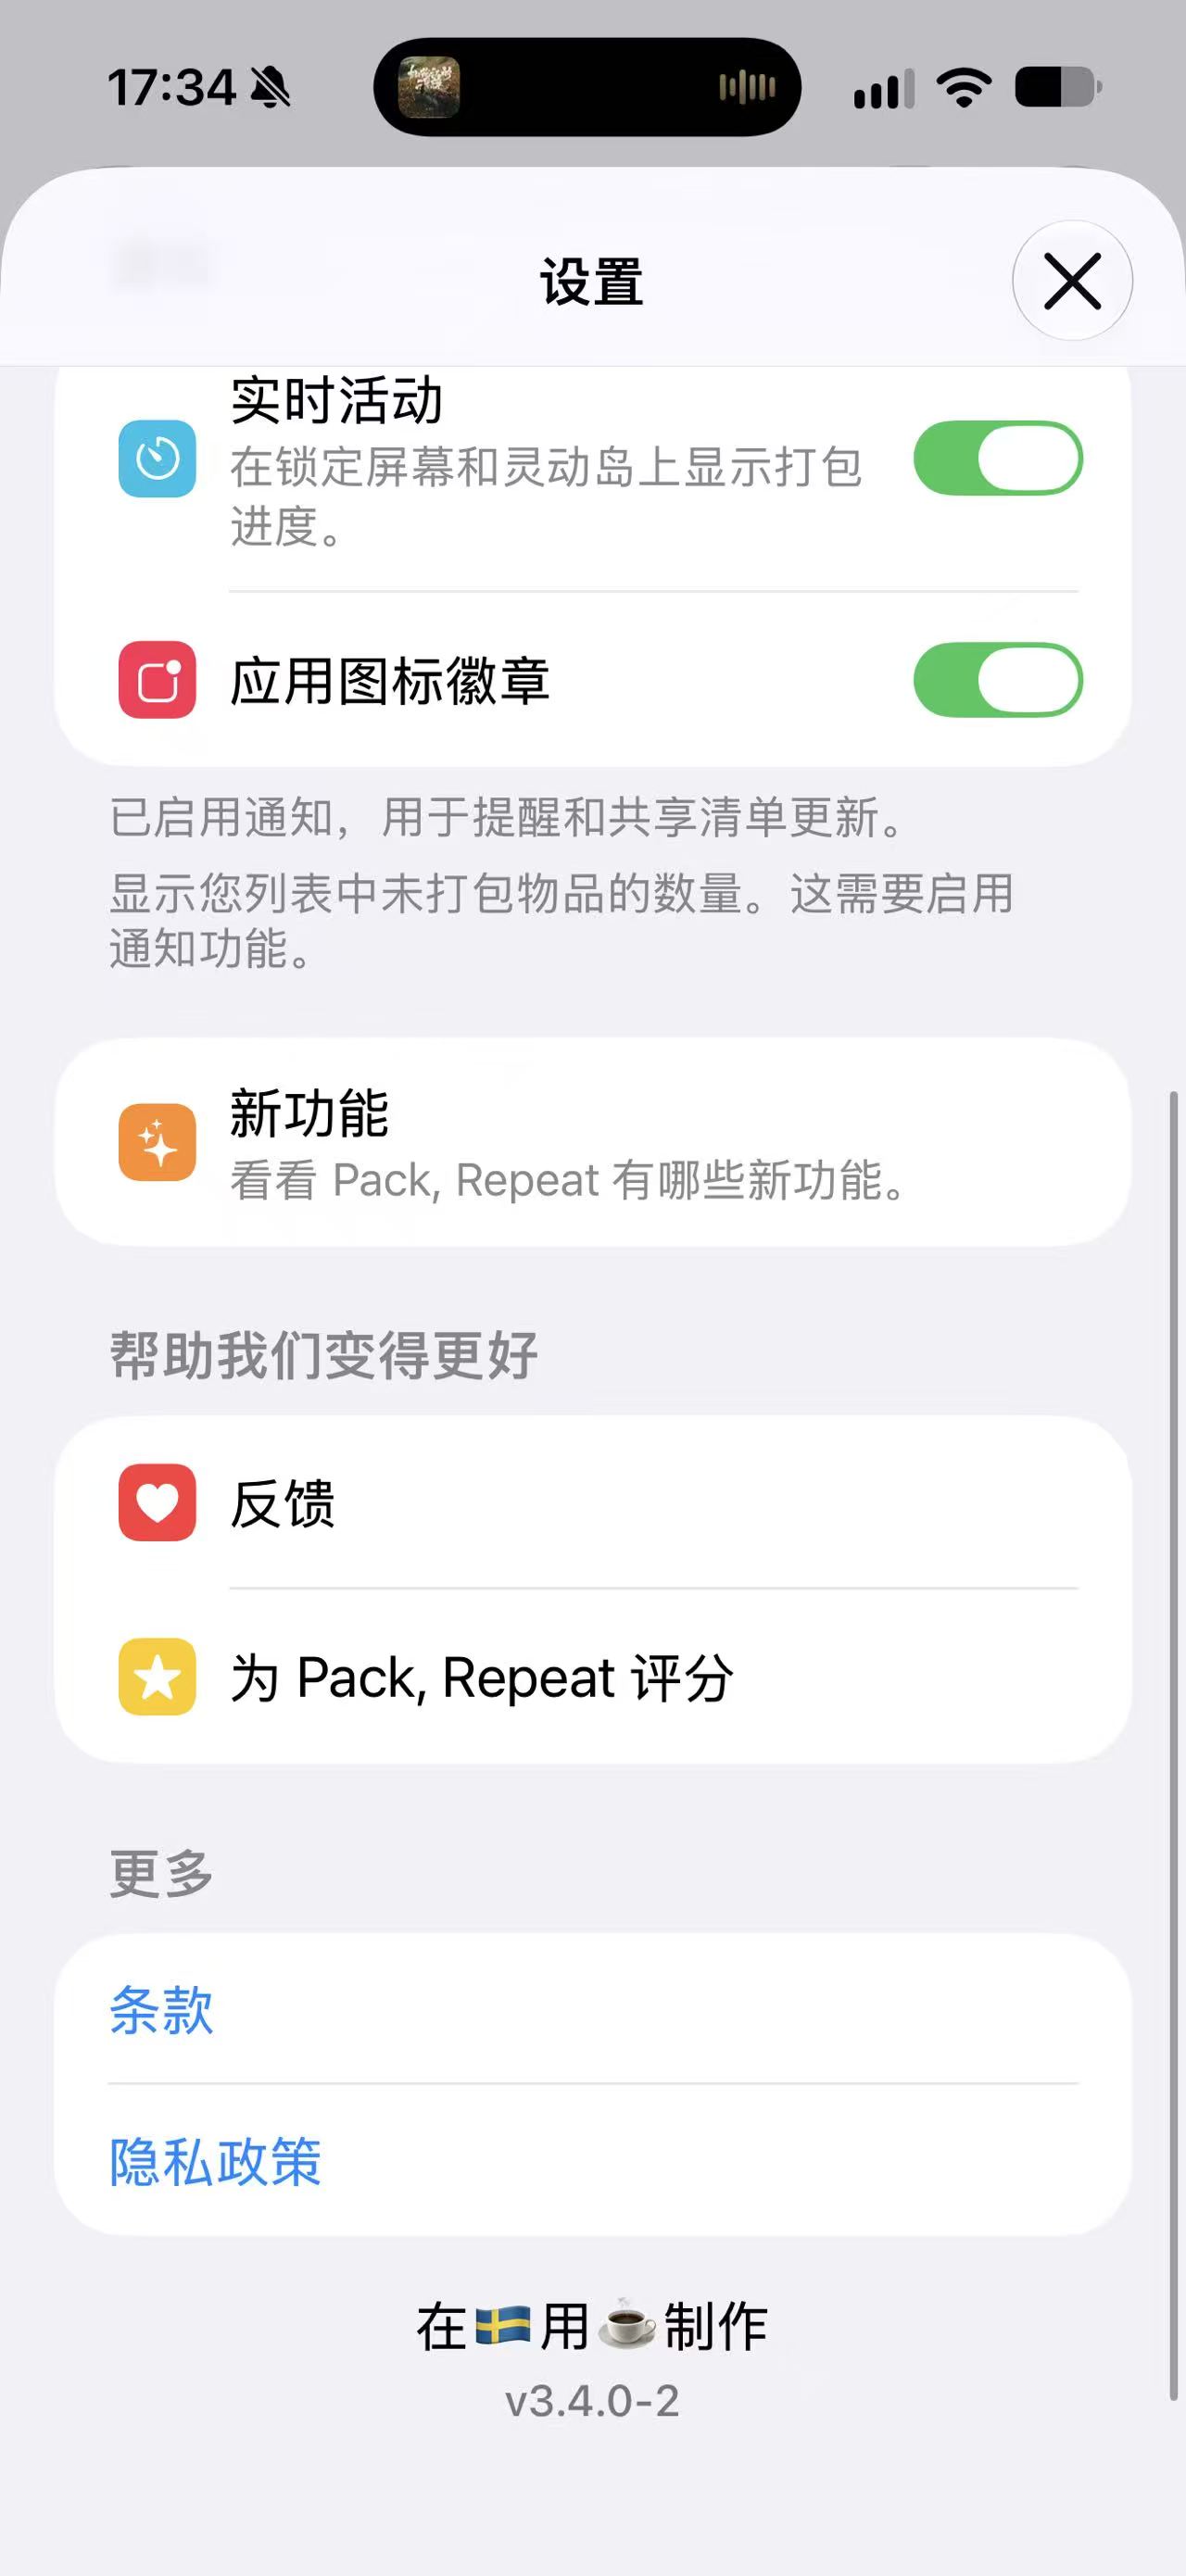 17:34
设置
实时活动
在锁定屏幕和灵动岛上显示打包
进度。
应用图标徽章
已启用通知，用于提醒和共享清单更新。
显示您列表中未打包物品的数量。这需要启用
通知功能。
新功能
看看 Pack, Repeat 有哪些新功能。
帮助我们变得更好
反馈
为 Pack, Repeat 评分
更多
条款
隐私政策
在🇸🇪用☕制作
v3.4.0-2